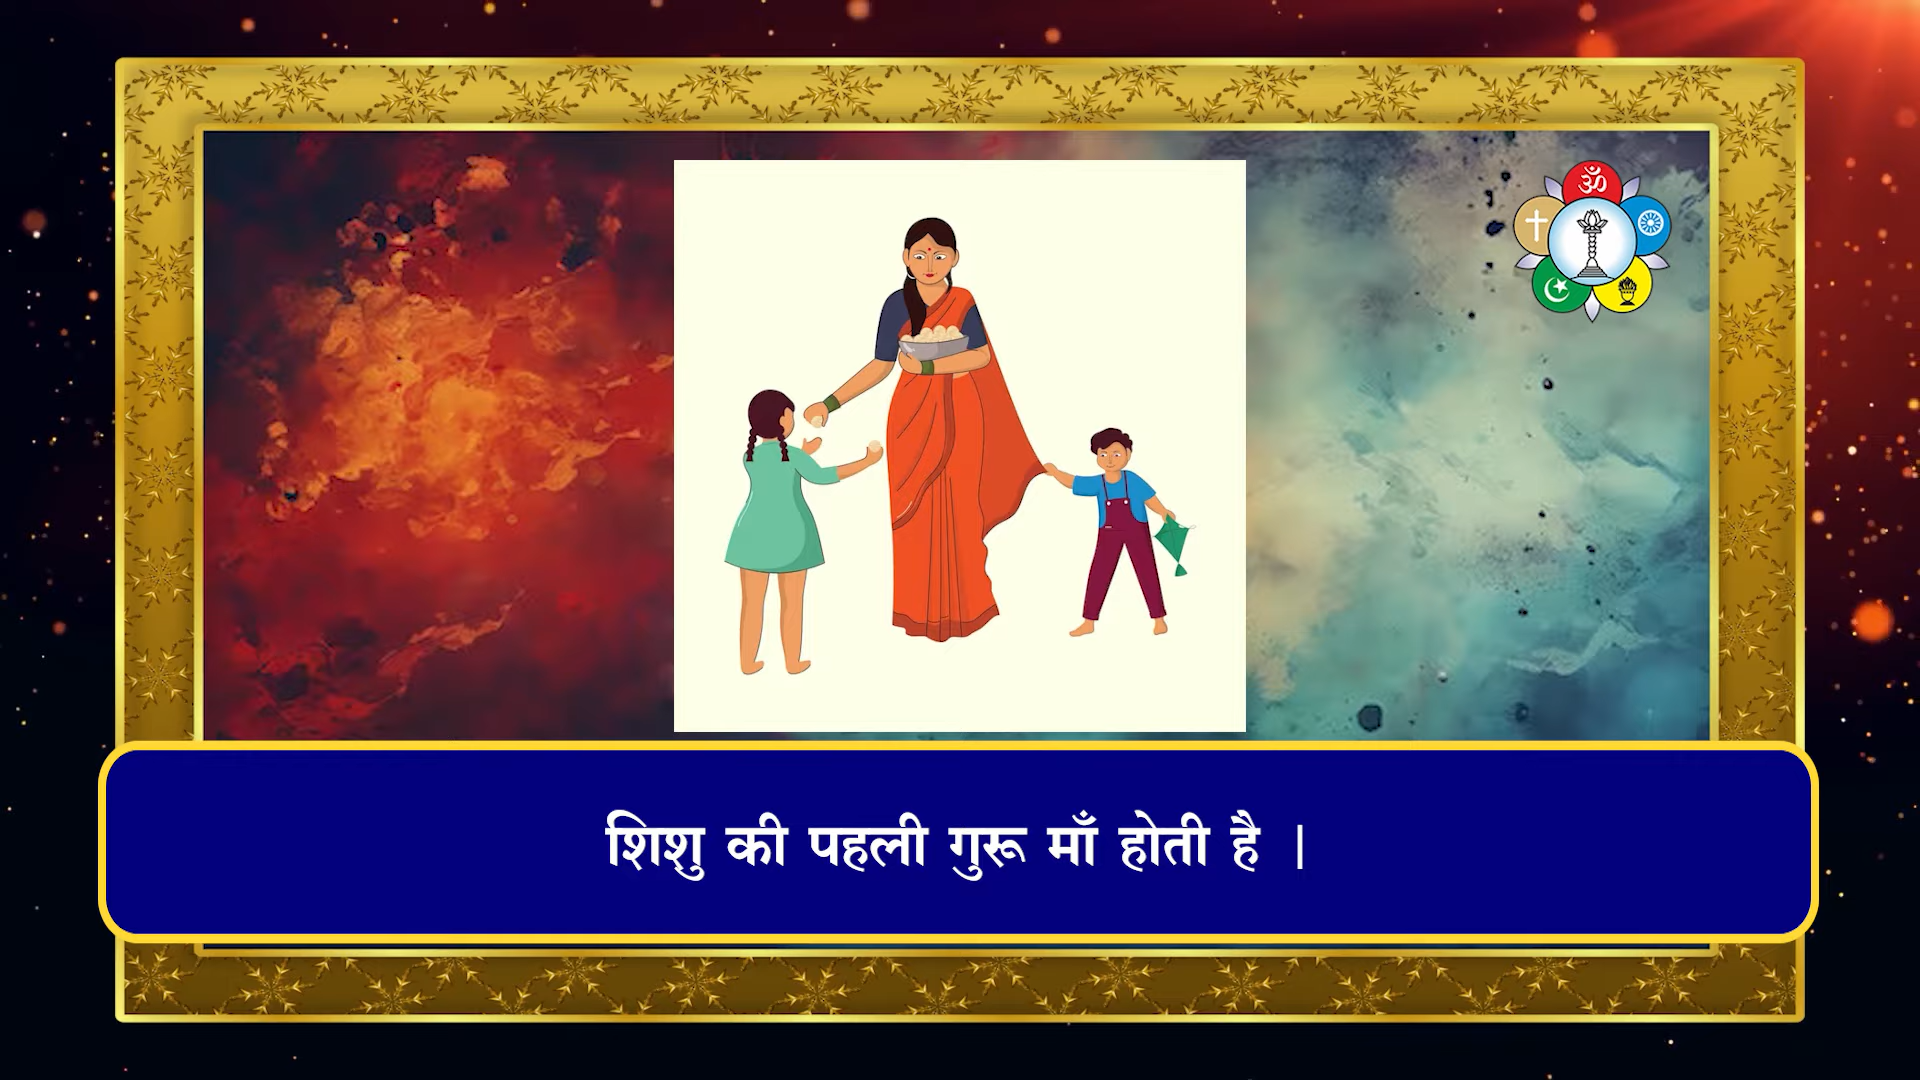 ॐ
शिशु की पहली गुरू माँ होती है |